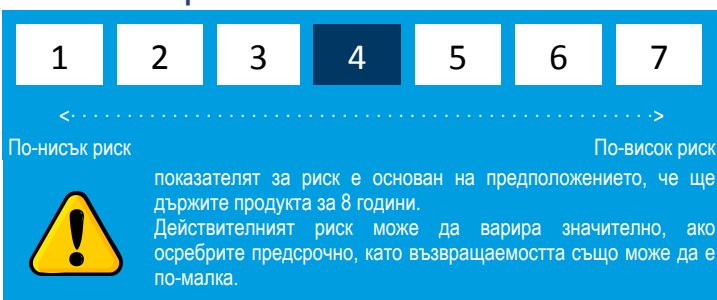 1 2 3 4 5 6 7
<· · · · · · · · · · · · · · · · · · · · · · · · · · · · · · · · · · · · · · · · · · · · · · · · · · · ·>
По-нисък риск По-висок риск
показателят за риск е основан на предположението, че ще
държите продукта за 8 години.
Действителният риск може да варира значително, ако
осребрите предсрочно, като възвращаемостта също може да е
по-малка.